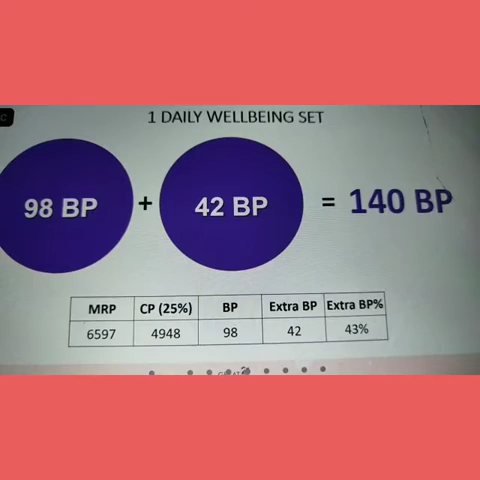 C
1 DAILY WELLBEING SET
98 BP + 42 BP = 140 BP
MRP CP (25%) BP Extra BP Extra BP%
6597 4948 98 42 43%